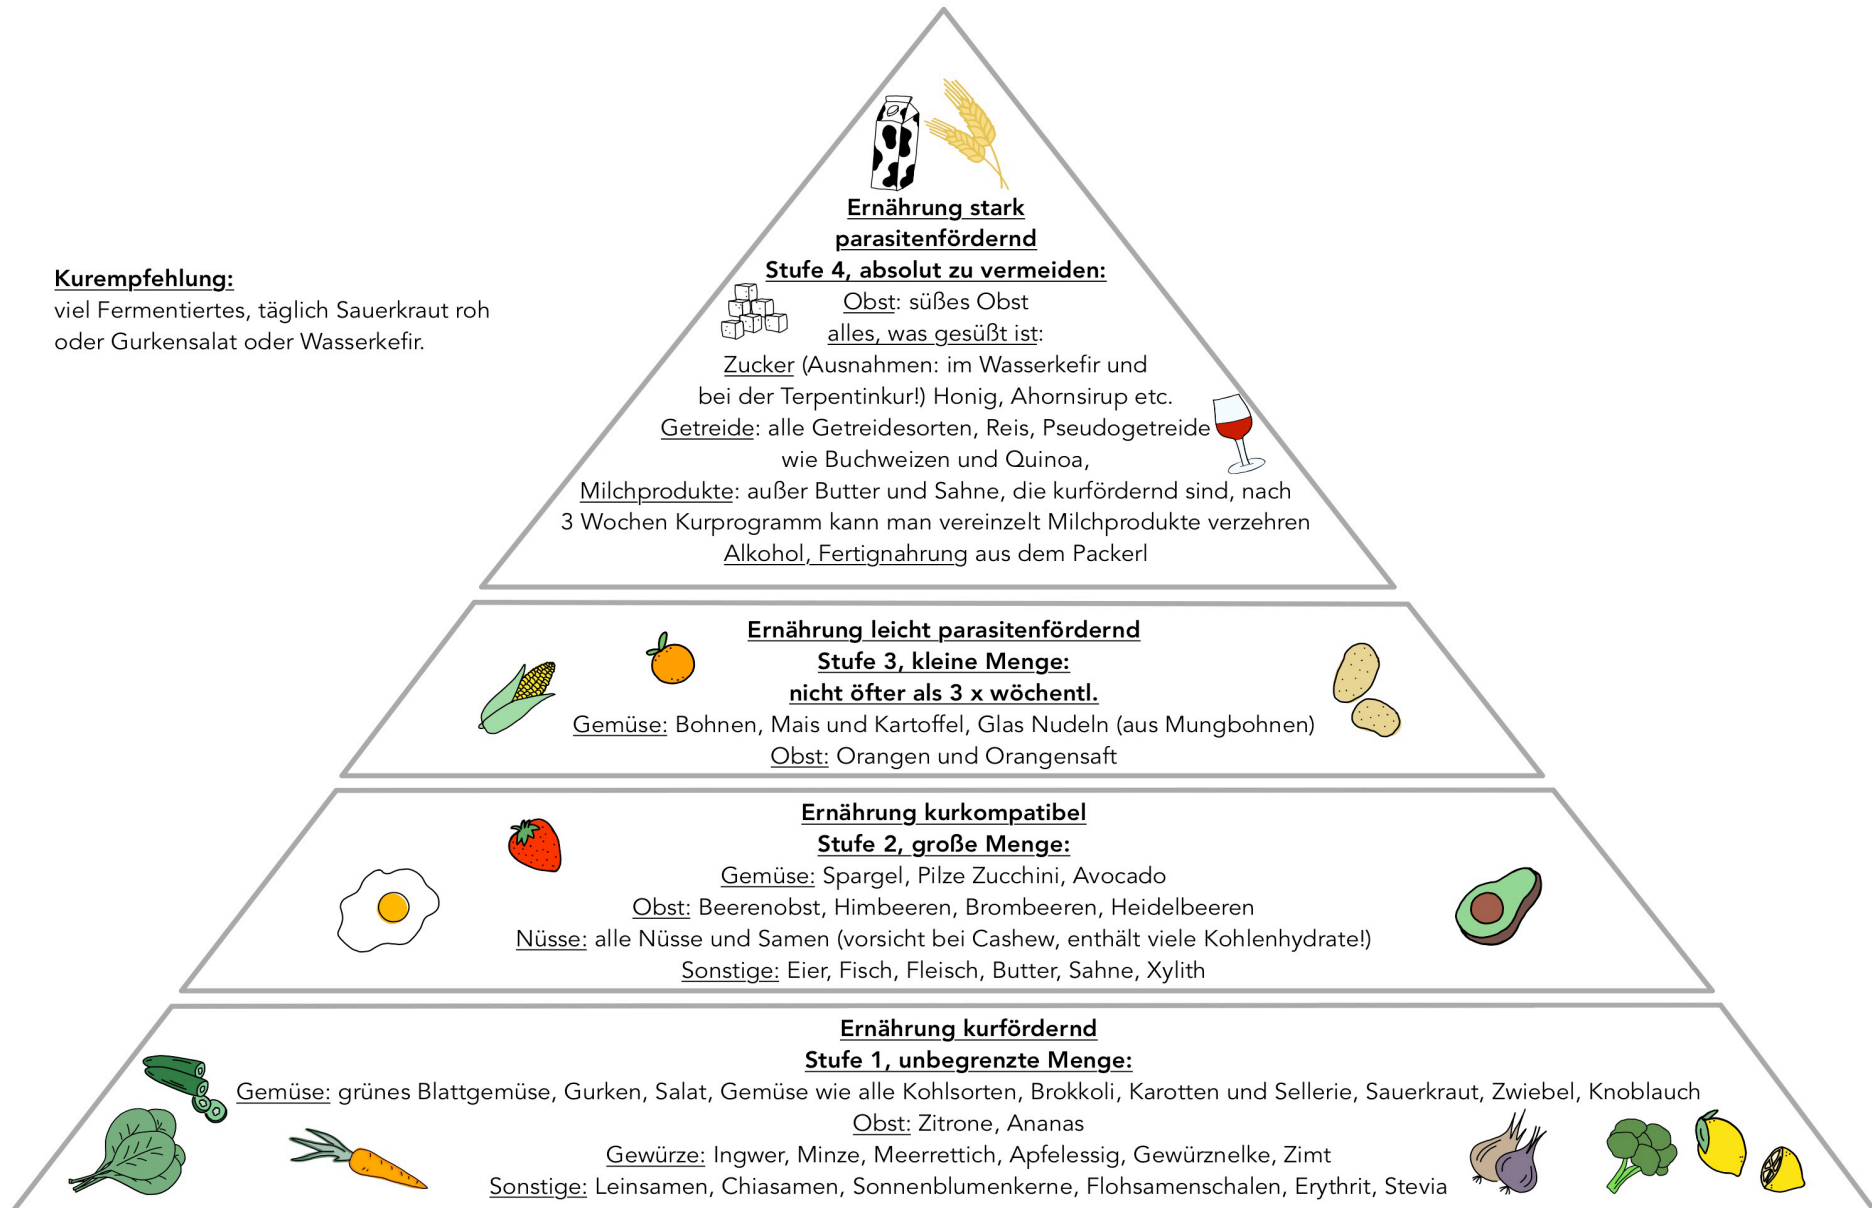 Kurempfehlung:
viel Fermentiertes, täglich Sauerkraut roh
oder Gurkensalat oder Wasserkefir.
Ernährung stark
parasitenfördernd
Stufe 4, absolut zu vermeiden:
Obst: süßes Obst
alles, was gesüßt ist:
Zucker (Ausnahmen: im Wasserkefir und
bei der Terpentinkur!) Honig, Ahornsirup etc.
Getreide: alle Getreidesorten, Reis, Pseudogetreide
wie Buchweizen und Quinoa,
Milchprodukte: außer Butter und Sahne, die kurfördernd sind, nach
3 Wochen Kurprogramm kann man vereinzelt Milchprodukte verzehren
Alkohol, Fertignahrung aus dem Packerl
Ernährung leicht parasitenfördernd
Stufe 3, kleine Menge:
nicht öfter als 3 x wöchentl.
Gemüse: Bohnen, Mais und Kartoffel, Glas Nudeln (aus Mungbohnen)
Obst: Orangen und Orangensaft
Ernährung kurkompatibel
Stufe 2, große Menge:
Gemüse: Spargel, Pilze Zucchini, Avocado
Obst: Beerenobst, Himbeeren, Brombeeren, Heidelbeeren
Nüsse: alle Nüsse und Samen (vorsicht bei Cashew, enthält viele Kohlenhydrate!)
Sonstige: Eier, Fisch, Fleisch, Butter, Sahne, Xylith
Ernährung kurfördernd
Stufe 1, unbegrenzte Menge:
Gemüse: grünes Blattgemüse, Gurken, Salat, Gemüse wie alle Kohlsorten, Brokkoli, Karotten und Sellerie, Sauerkraut, Zwiebel, Knoblauch
Obst: Zitrone, Ananas
Gewürze: Ingwer, Minze, Meerrettich, Apfelessig, Gewürznelke, Zimt
Sonstige: Leinsamen, Chiasamen, Sonnenblumenkerne, Flohsamenschalen, Erythrit, Stevia